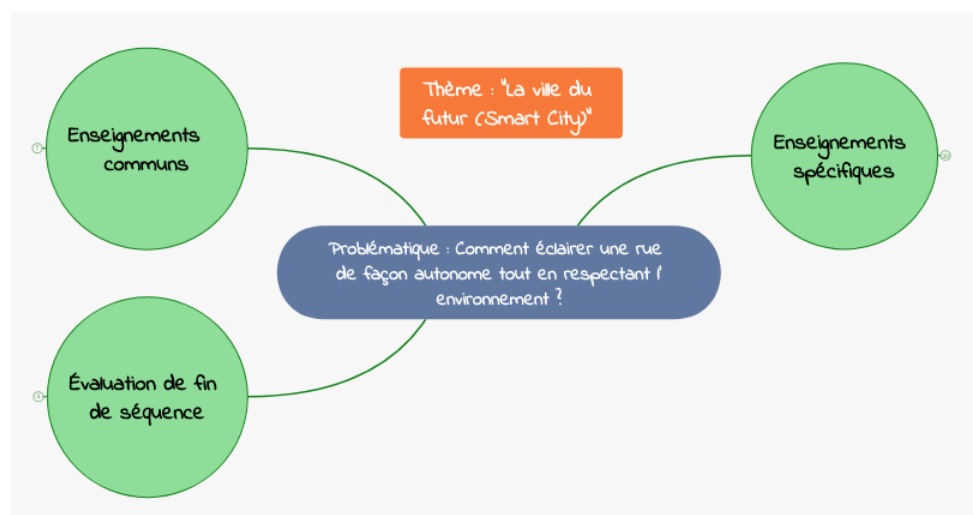 Thème : "La ville du
futur (Smart City)"
Enseignements
communs
Enseignements
spécifiques
Problématique : Comment éclairer une rue
de façon autonome tout en respectant l'
environnement ?
Évaluation de fin
de séquence